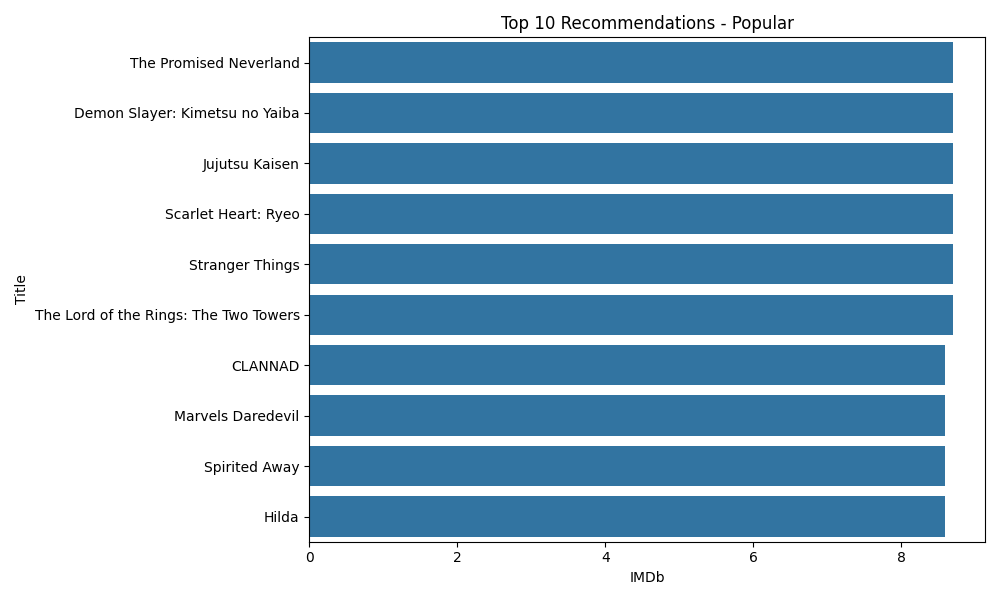 Top 10 Recommendations - Popular
Title
The Promised Neverland
Demon Slayer: Kimetsu no Yaiba
Jujutsu Kaisen
Scarlet Heart: Ryeo
Stranger Things
The Lord of the Rings: The Two Towers
CLANNAD
Marvels Daredevil
Spirited Away
Hilda
0 2 4 6 8
IMDb